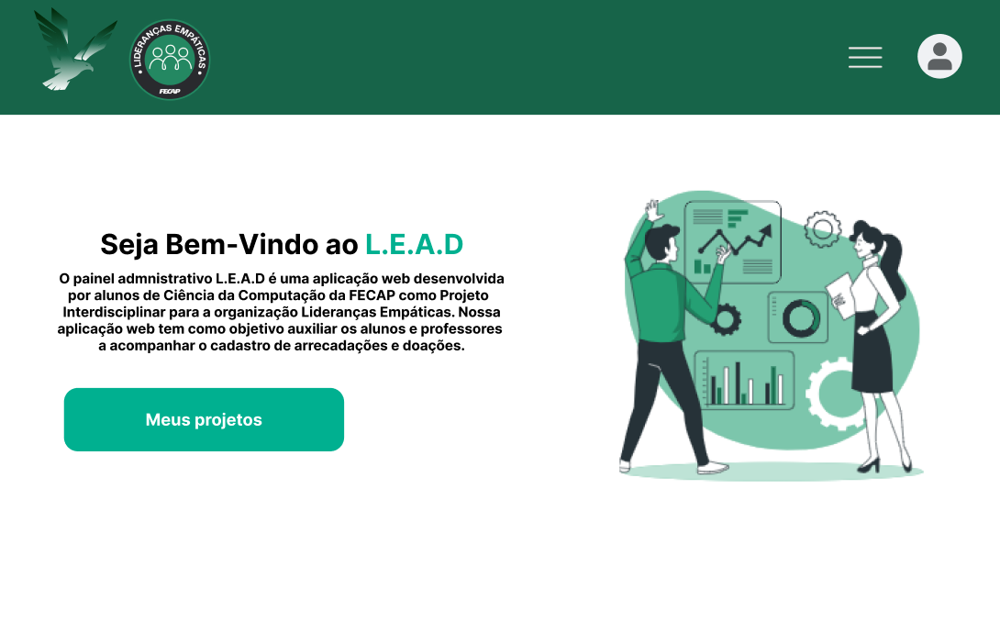 LIDERANÇAS EMPÁTICAS
FECAP
Seja Bem-Vindo ao L.E.A.D
O painel admnistrativo L.E.A.D é uma aplicação web desenvolvida
por alunos de Ciência da Computação da FECAP como Projeto
Interdisciplinar para a organização Lideranças Empáticas. Nossa
aplicação web tem como objetivo auxiliar os alunos e professores
a acompanhar o cadastro de arrecadações e doações.
Meus projetos